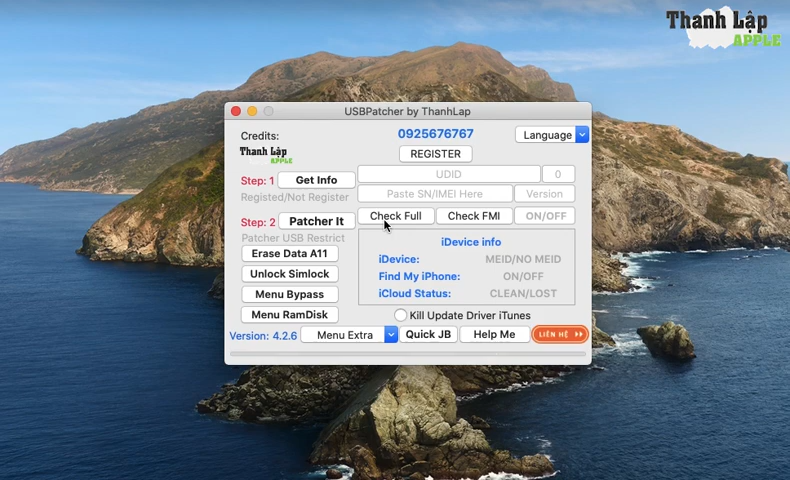 Thanh Lập
APPLE
USBPatcher by ThanhLap
Credits:
0925676767
Language
Thanh Lập
APPLE
REGISTER
UDID
0
Step: 1
Get Info
Paste SN/IMEI Here
Version
Registered/Not Register
Step: 2
Patcher It
Check Full
Check FMI
ON/OFF
Patcher USB Restrict
iDevice info
Erase Data A11
iDevice:
MEID/NO MEID
Unlock Simlock
Find My iPhone:
ON/OFF
Menu Bypass
iCloud Status:
CLEAN/LOST
Menu RamDisk
Kill Update Driver iTunes
Version: 4.2.6
Menu Extra
Quick JB
Help Me
LIÊN HỆ